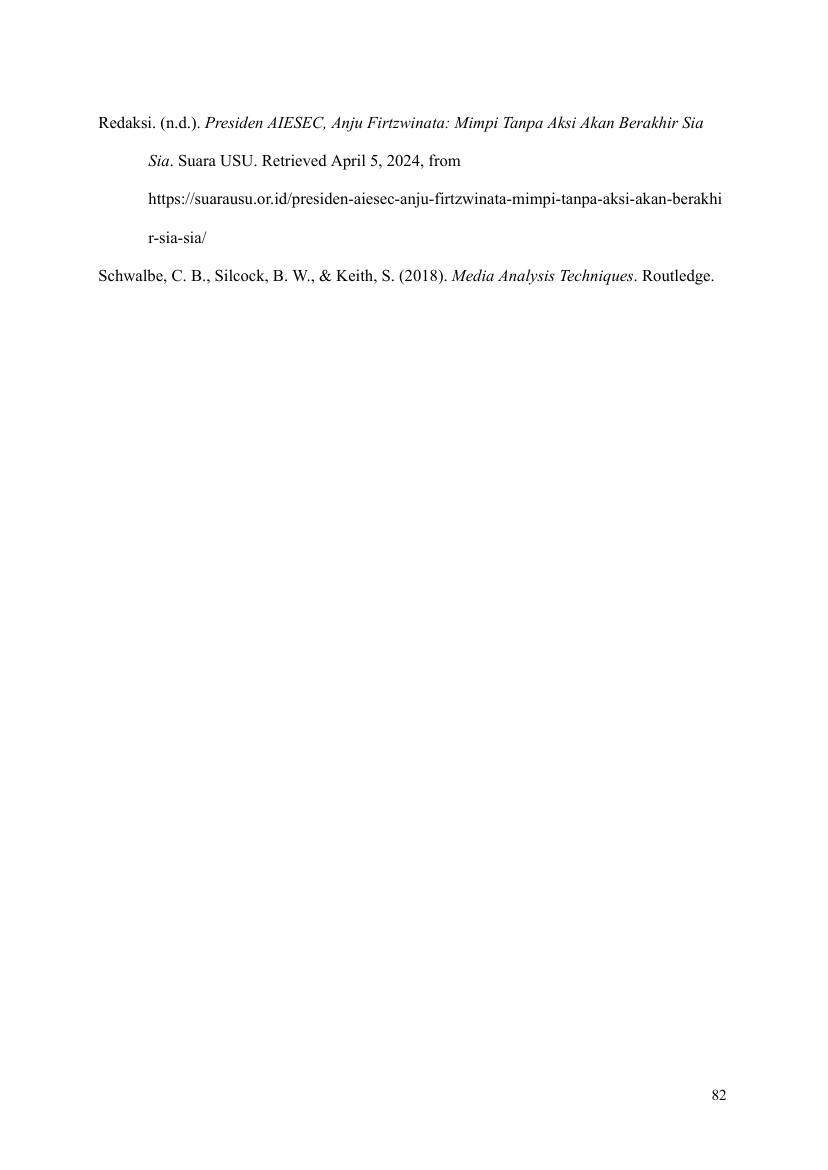 Redaksi. (n.d.). Presiden AIESEC, Anju Firtzwinata: Mimpi Tanpa Aksi Akan Berakhir Sia
Sia. Suara USU. Retrieved April 5, 2024, from
https://suarausu.or.id/presiden-aiesec-anju-firtzwinata-mimpi-tanpa-aksi-akan-berakhi
r-sia-sia/
Schwalbe, C. B., Silcock, B. W., & Keith, S. (2018). Media Analysis Techniques. Routledge.
82